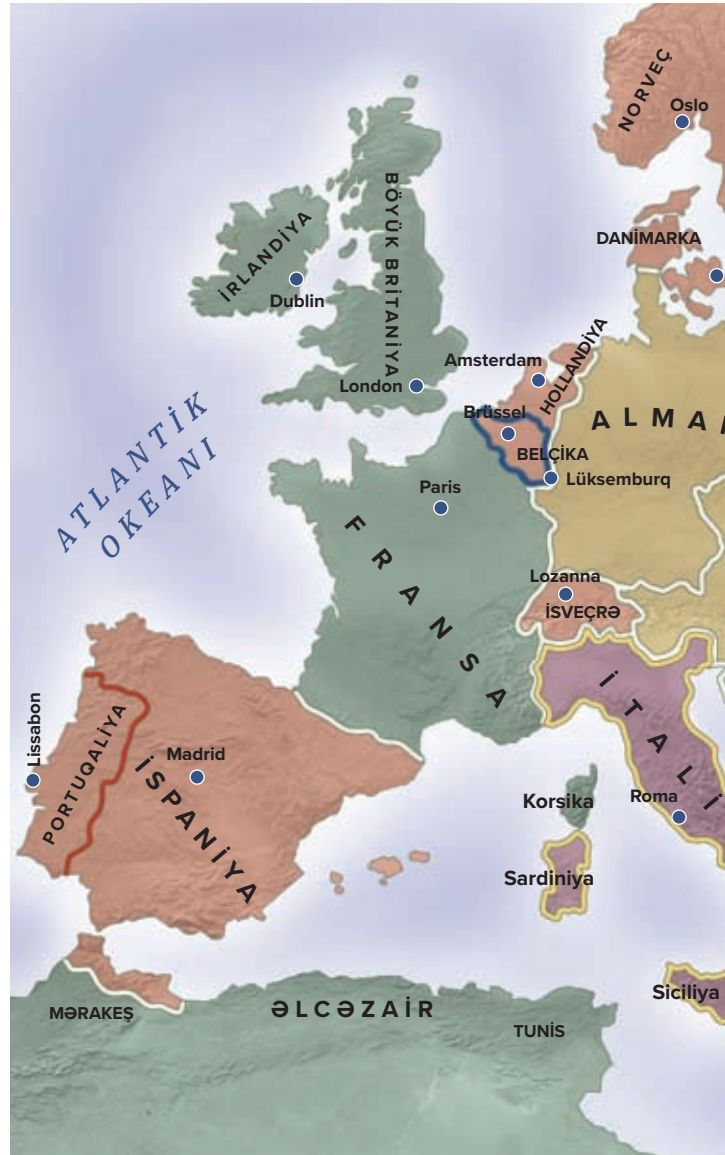 NORVEÇ
Oslo
BÖYÜK BRİTANİYA
İRLANDİYA
DANİMARKA
Dublin
HOLLANDİYA
Amsterdam
London
ATLANTİK
OKEANI
Brüssel
ALMAN
BELÇİKA
Lüksemburq
Paris
FRANSA
Lozanna
İSVEÇRƏ
İTALİ
Lissabon
PORTUQALİYA
Madrid
İSPANİYA
Korsika
Roma
Sardiniya
Siciliya
MƏRAKEŞ
ƏLCƏZAİR
TUNİS